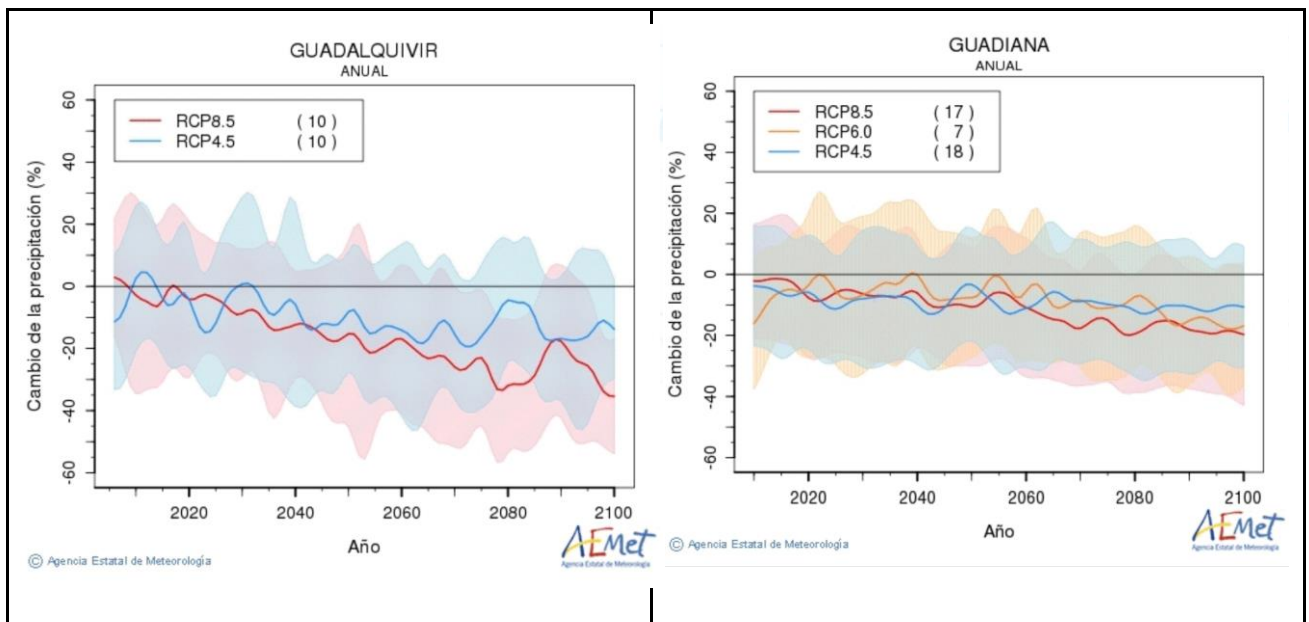 GUADALQUIVIR
ANUAL
RCP8.5 ( 10 )
RCP4.5 ( 10 )
Cambio de la precipitación (%)
60
40
20
0
-20
-40
-60
2020 2040 2060 2080 2100
Año
© Agencia Estatal de Meteorología
AEMet
Agencia Estatal de Meteorología
GUADIANA
ANUAL
RCP8.5 ( 17 )
RCP6.0 ( 7 )
RCP4.5 ( 18 )
Cambio de la precipitación (%)
60
40
20
0
-20
-40
-60
2020 2040 2060 2080 2100
Año
© Agencia Estatal de Meteorología
AEMet
Agencia Estatal de Meteorología